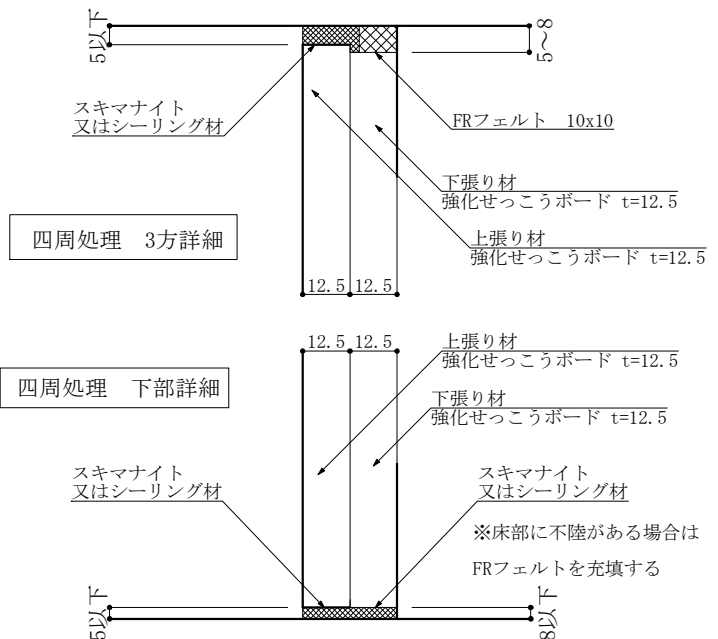 5以下
5～8
スキマナイト
又はシーリング材
FRフェルト 10x10
下張り材
強化せっこうボード t=12.5
四周処理 3方詳細
上張り材
強化せっこうボード t=12.5
12.5 12.5
12.5 12.5
上張り材
強化せっこうボード t=12.5
四周処理 下部詳細
下張り材
強化せっこうボード t=12.5
スキマナイト
又はシーリング材
スキマナイト
又はシーリング材
※床部に不陸がある場合は
FRフェルトを充填する
5以下
8以下